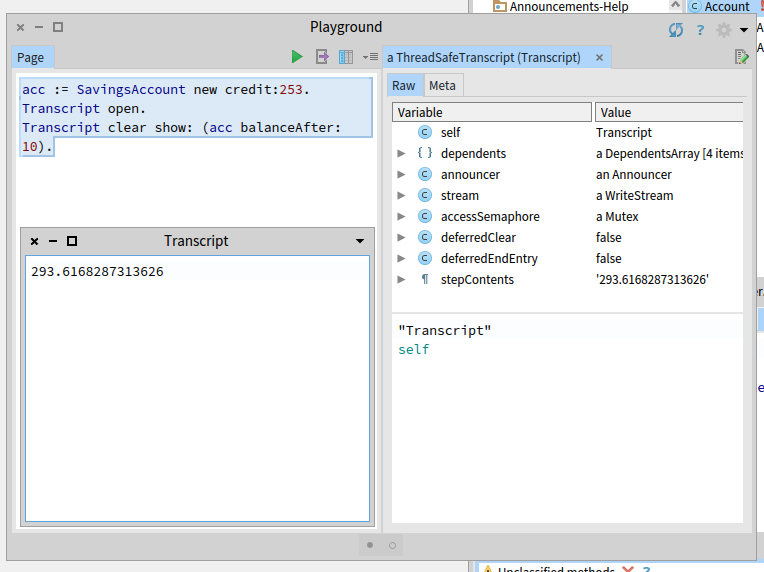 Announcements-Help
Account
Playground
Page
a ThreadSafeTranscript (Transcript)
acc := SavingsAccount new credit:253.
Transcript open.
Transcript clear show: (acc balanceAfter:
10).
Raw
Meta
Variable
Value
self
Transcript
dependents
a DependentsArray [4 items
announcer
an Announcer
stream
a WriteStream
accessSemaphore
a Mutex
deferredClear
false
deferredEndEntry
false
stepContents
'293.6168287313626'
"Transcript"
self
Transcript
293.6168287313626
Unclassified methods